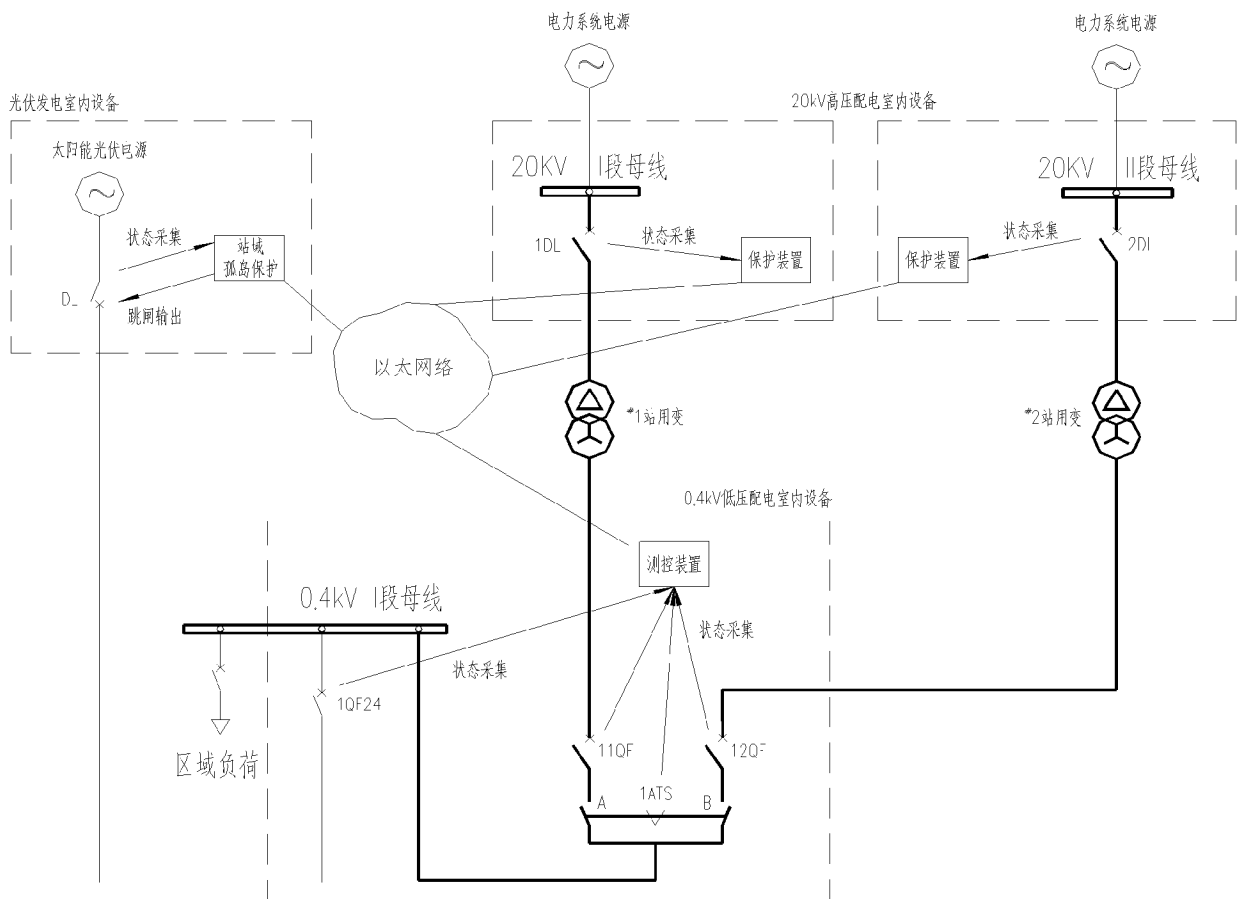 电力系统电源
电力系统电源
光伏发电室内设备
20kV高压配电室内设备
太阳能光伏电源
20KV I段母线
20KV II段母线
状态采集
站域
孤岛保护
1DL
状态采集
保护装置
保护装置
状态采集
2DL
D_
跳闸输出
以太网络
#1站用变
#2站用变
0.4kV低压配电室内设备
测控装置
0.4kV I段母线
状态采集
状态采集
1QF24
11QF
12QF
区域负荷
1ATS
A
B